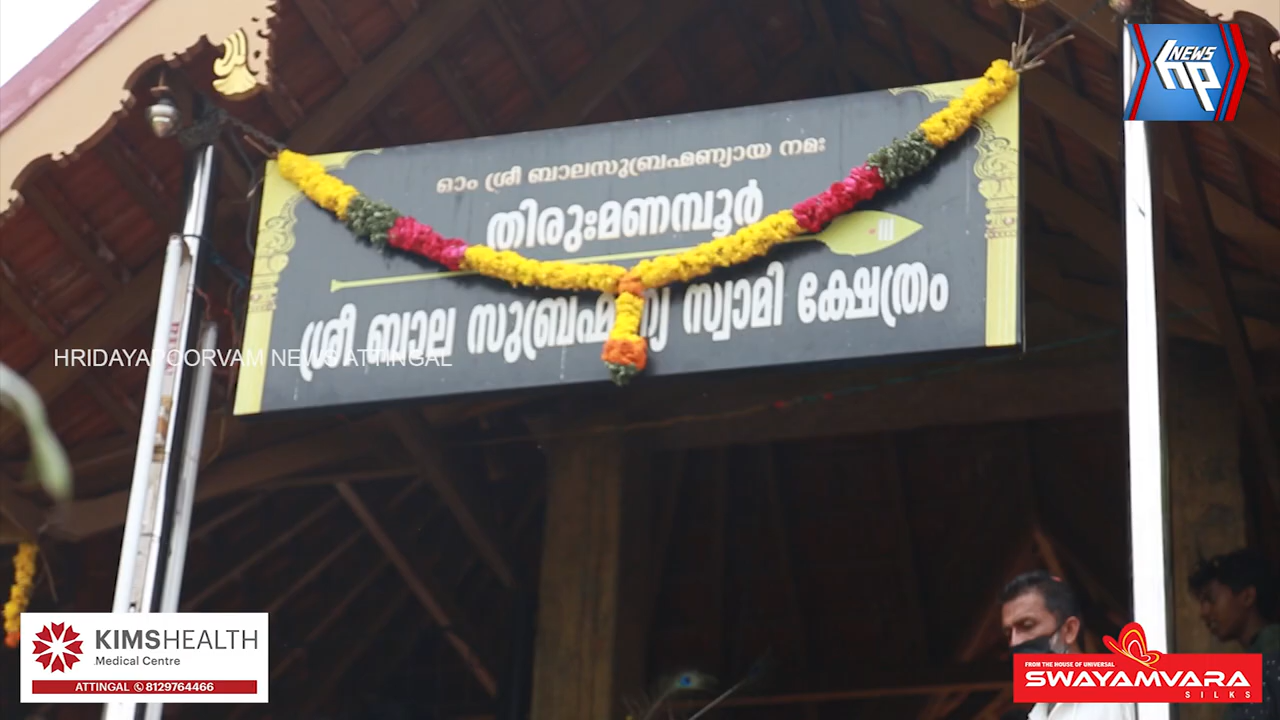 NEWS
hp
ഓം ശ്രീ ബാലസുബ്രഹ്മണ്യായ നമഃ
തിരുഃമണമ്പൂർ
ശ്രീ ബാല സുബ്രഹ്മണ്യ സ്വാമി ക്ഷേത്രം
HRIDAYAPOORVAM NEWS ATTINGAL
KIMSHEALTH
Medical Centre
ATTINGAL 8129764466
FROM THE HOUSE OF UNIVERSAL
SWAYAMVARA
SILKS